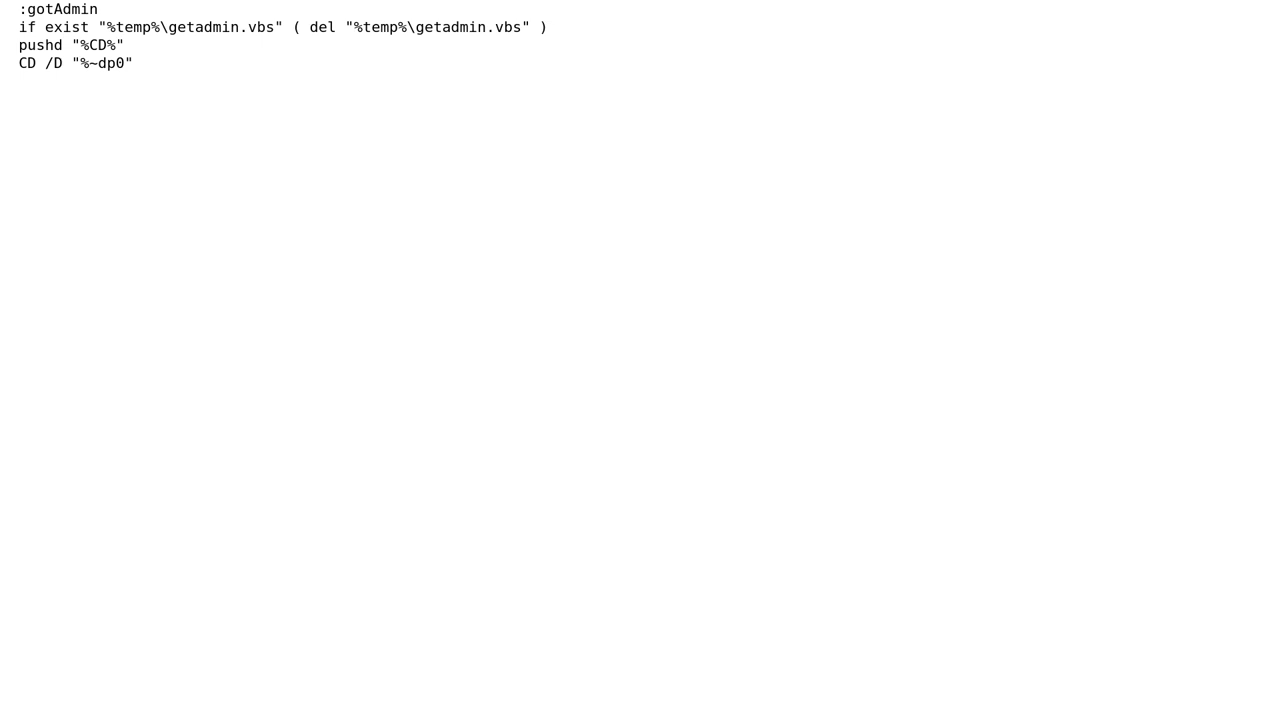 :gotAdmin
if exist "%temp%\getadmin.vbs" ( del "%temp%\getadmin.vbs" )
pushd "%CD%"
CD /D "%~dp0"